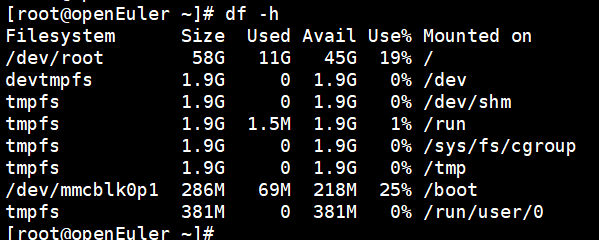 [root@openEuler ~]# df -h
Filesystem      Size  Used Avail Use% Mounted on
/dev/root        58G   11G   45G  19% /
devtmpfs        1.9G     0  1.9G   0% /dev
tmpfs           1.9G     0  1.9G   0% /dev/shm
tmpfs           1.9G  1.5M  1.9G   1% /run
tmpfs           1.9G     0  1.9G   0% /sys/fs/cgroup
tmpfs           1.9G     0  1.9G   0% /tmp
/dev/mmcblk0p1  286M   69M  218M  25% /boot
tmpfs           381M     0  381M   0% /run/user/0
[root@openEuler ~]#